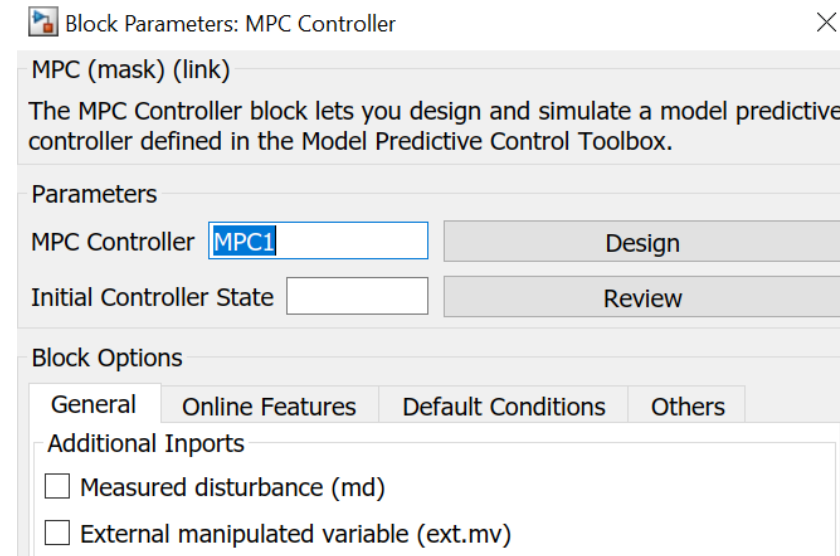 Block Parameters: MPC Controller
MPC (mask) (link)
The MPC Controller block lets you design and simulate a model predictive
controller defined in the Model Predictive Control Toolbox.
Parameters
MPC Controller MPC1 Design
Initial Controller State Review
Block Options
General Online Features Default Conditions Others
Additional Inports
Measured disturbance (md)
External manipulated variable (ext.mv)